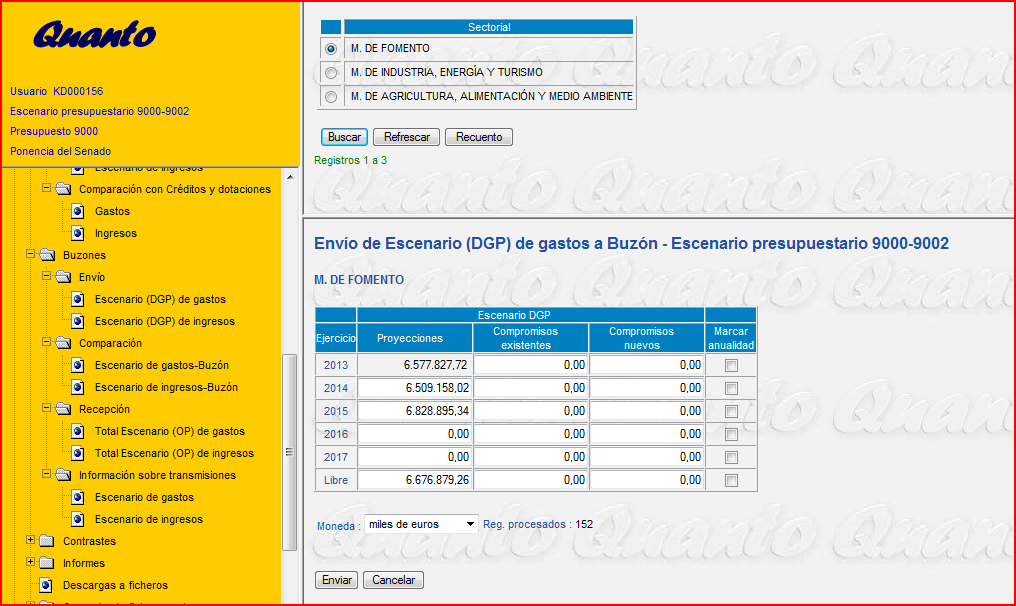 Quanto
Usuario KD000156
Escenario presupuestario 9000-9002
Presupuesto 9000
Ponencia del Senado
Escenario de ingresos
Comparación con Créditos y dotaciones
Gastos
Ingresos
Buzones
Envío
Escenario (DGP) de gastos
Escenario (DGP) de ingresos
Comparación
Escenario de gastos-Buzón
Escenario de ingresos-Buzón
Recepción
Total Escenario (OP) de gastos
Total Escenario (OP) de ingresos
Información sobre transmisiones
Escenario de gastos
Escenario de ingresos
Contrastes
Informes
Descargas a ficheros
Sectorial
M. DE FOMENTO
M. DE INDUSTRIA, ENERGÍA Y TURISMO
M. DE AGRICULTURA, ALIMENTACIÓN Y MEDIO AMBIENTE
Buscar Refrescar Recuento
Registros 1 a 3
Envío de Escenario (DGP) de gastos a Buzón - Escenario presupuestario 9000-9002
M. DE FOMENTO
Escenario DGP
Ejercicio Proyecciones Compromisos existentes Compromisos nuevos Marcar anualidad
2013 6.577.827,72 0,00 0,00
2014 6.509.158,02 0,00 0,00
2015 6.828.895,34 0,00 0,00
2016 0,00 0,00 0,00
2017 0,00 0,00 0,00
Libre 6.676.879,26 0,00 0,00
Moneda : miles de euros Reg. procesados : 152
Enviar Cancelar